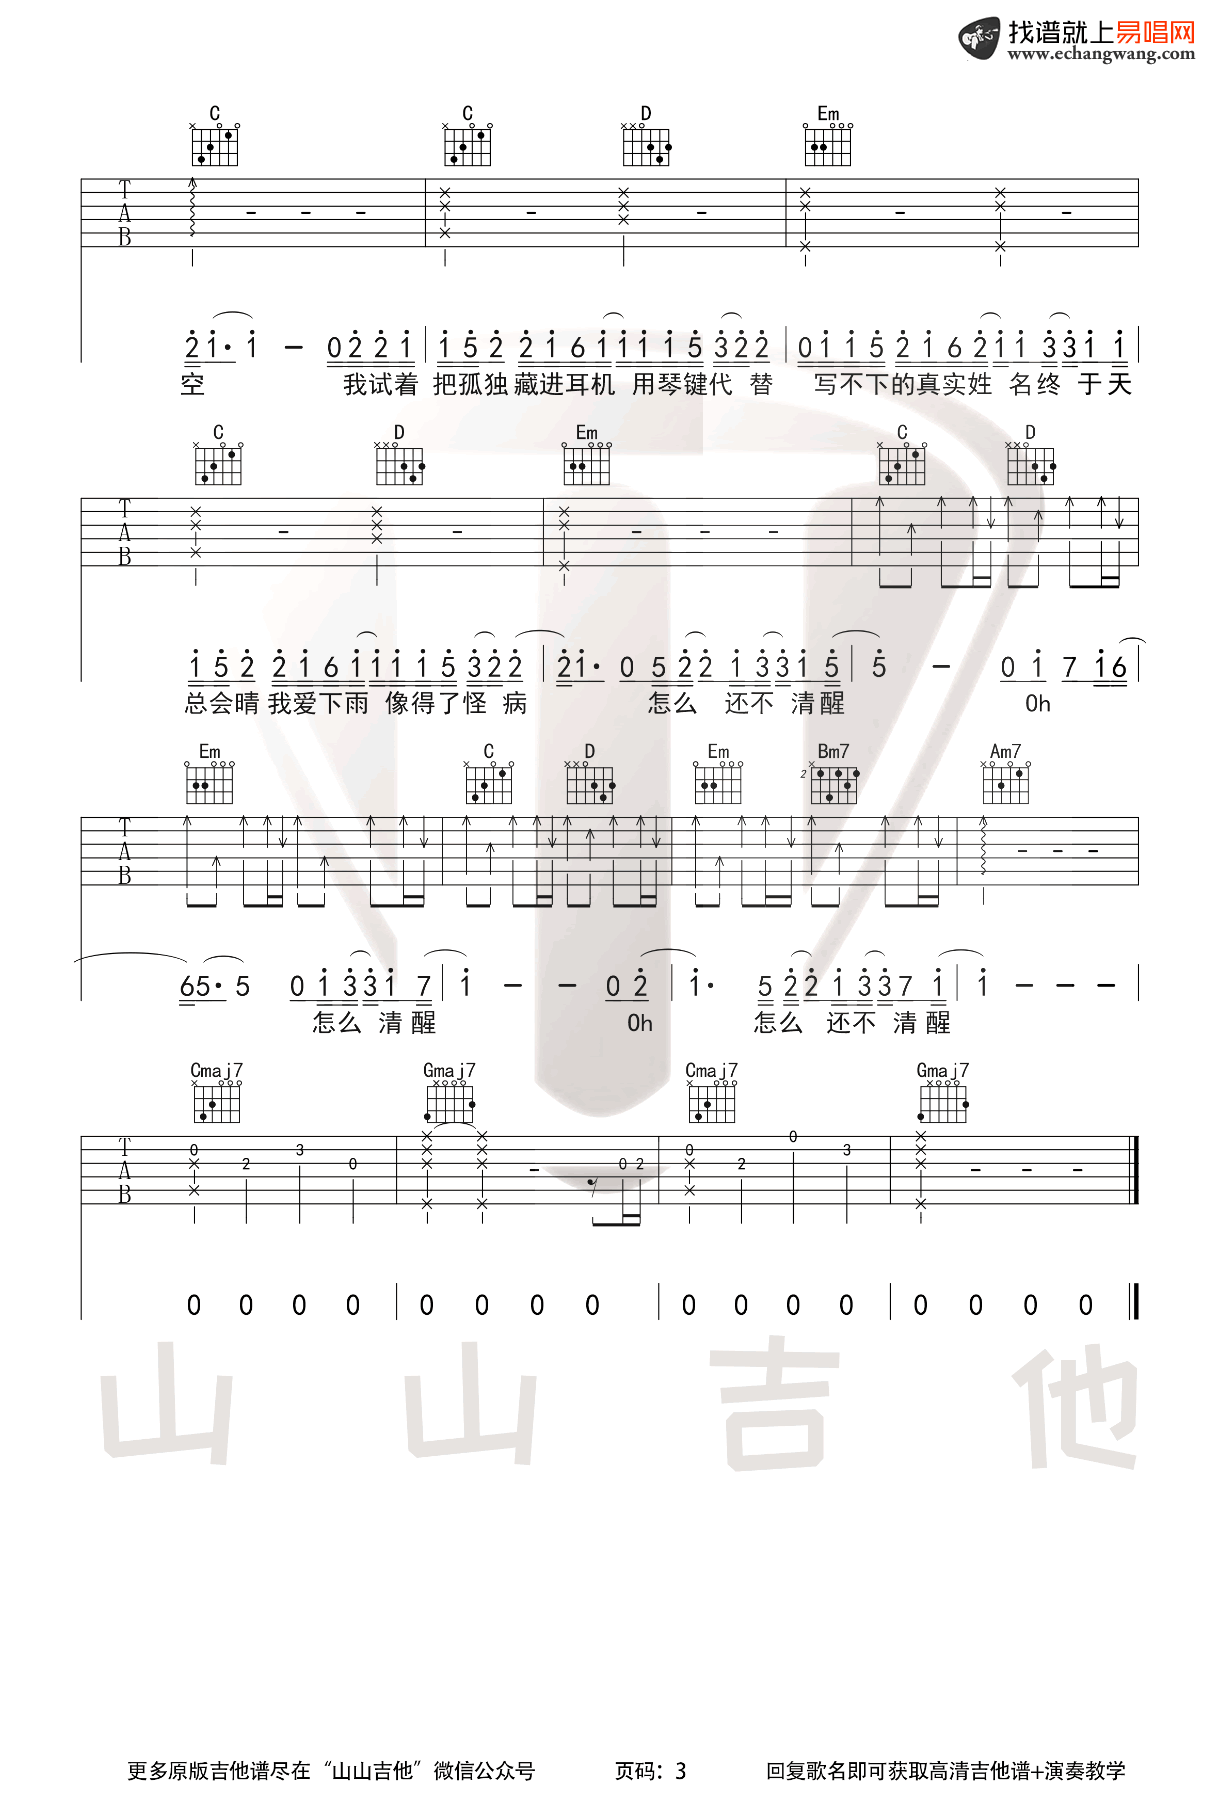 找谱就上易唱网
www.echangwang.com
C C D Em
T
A
B
2 1· 1 - 0 2 2 1 1 5 2 2 1 6 1 1 1 1 5 3 2 2 0 1 1 5 2 1 6 2 1 1 3 3 1 1
空 我试着 把孤独 藏进耳机 用琴键代 替 写不下的真实姓 名终 于天
C D Em C D
T
A
B
1 5 2 2 1 6 1 1 1 1 5 3 2 2 2 1· 0 5 2 2 1 3 3 1 5 5 - 0 1 7 1 6
总会晴 我爱下雨 像得了怪 病 怎么 还不 清醒 Oh
Em C D Em Bm7 Am7
2
T
A
B
6 5· 5 0 1 3 3 1 7 1 - - 0 2 1· 5 2 2 1 3 3 7 1 1 - - -
怎么 清醒 Oh 怎么 还不 清醒
Cmaj7 Gmaj7 Cmaj7 Gmaj7
T
A
B
0 2 3 0 0 2 0 2 0 3
0 0 0 0 0 0 0 0 0 0 0 0 0 0 0 0
山 山 吉 他
更多原版吉他谱尽在“山山吉他”微信公众号 页码：3 回复歌名即可获取高清吉他谱+演奏教学